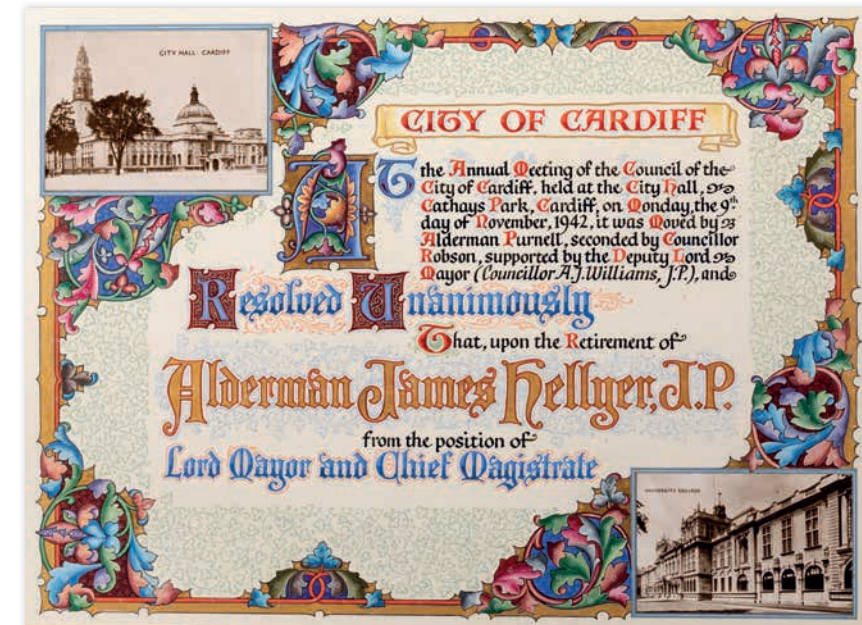 CITY HALL. CARDIFF
CITY OF CARDIFF
AT the Annual Meeting of the Council of the
City of Cardiff, held at the City Hall,
Cathays Park, Cardiff, on Monday, the 9th
day of November, 1942, it was Moved by
Alderman Purnell, seconded by Councillor
Robson, supported by the Deputy Lord
Mayor (Councillor A.J. Williams, J.P.), and
Resolved Unanimously
That, upon the Retirement of
Alderman James Hellyer, J.P.
from the position of
Lord Mayor and Chief Magistrate
UNIVERSITY COLLEGE